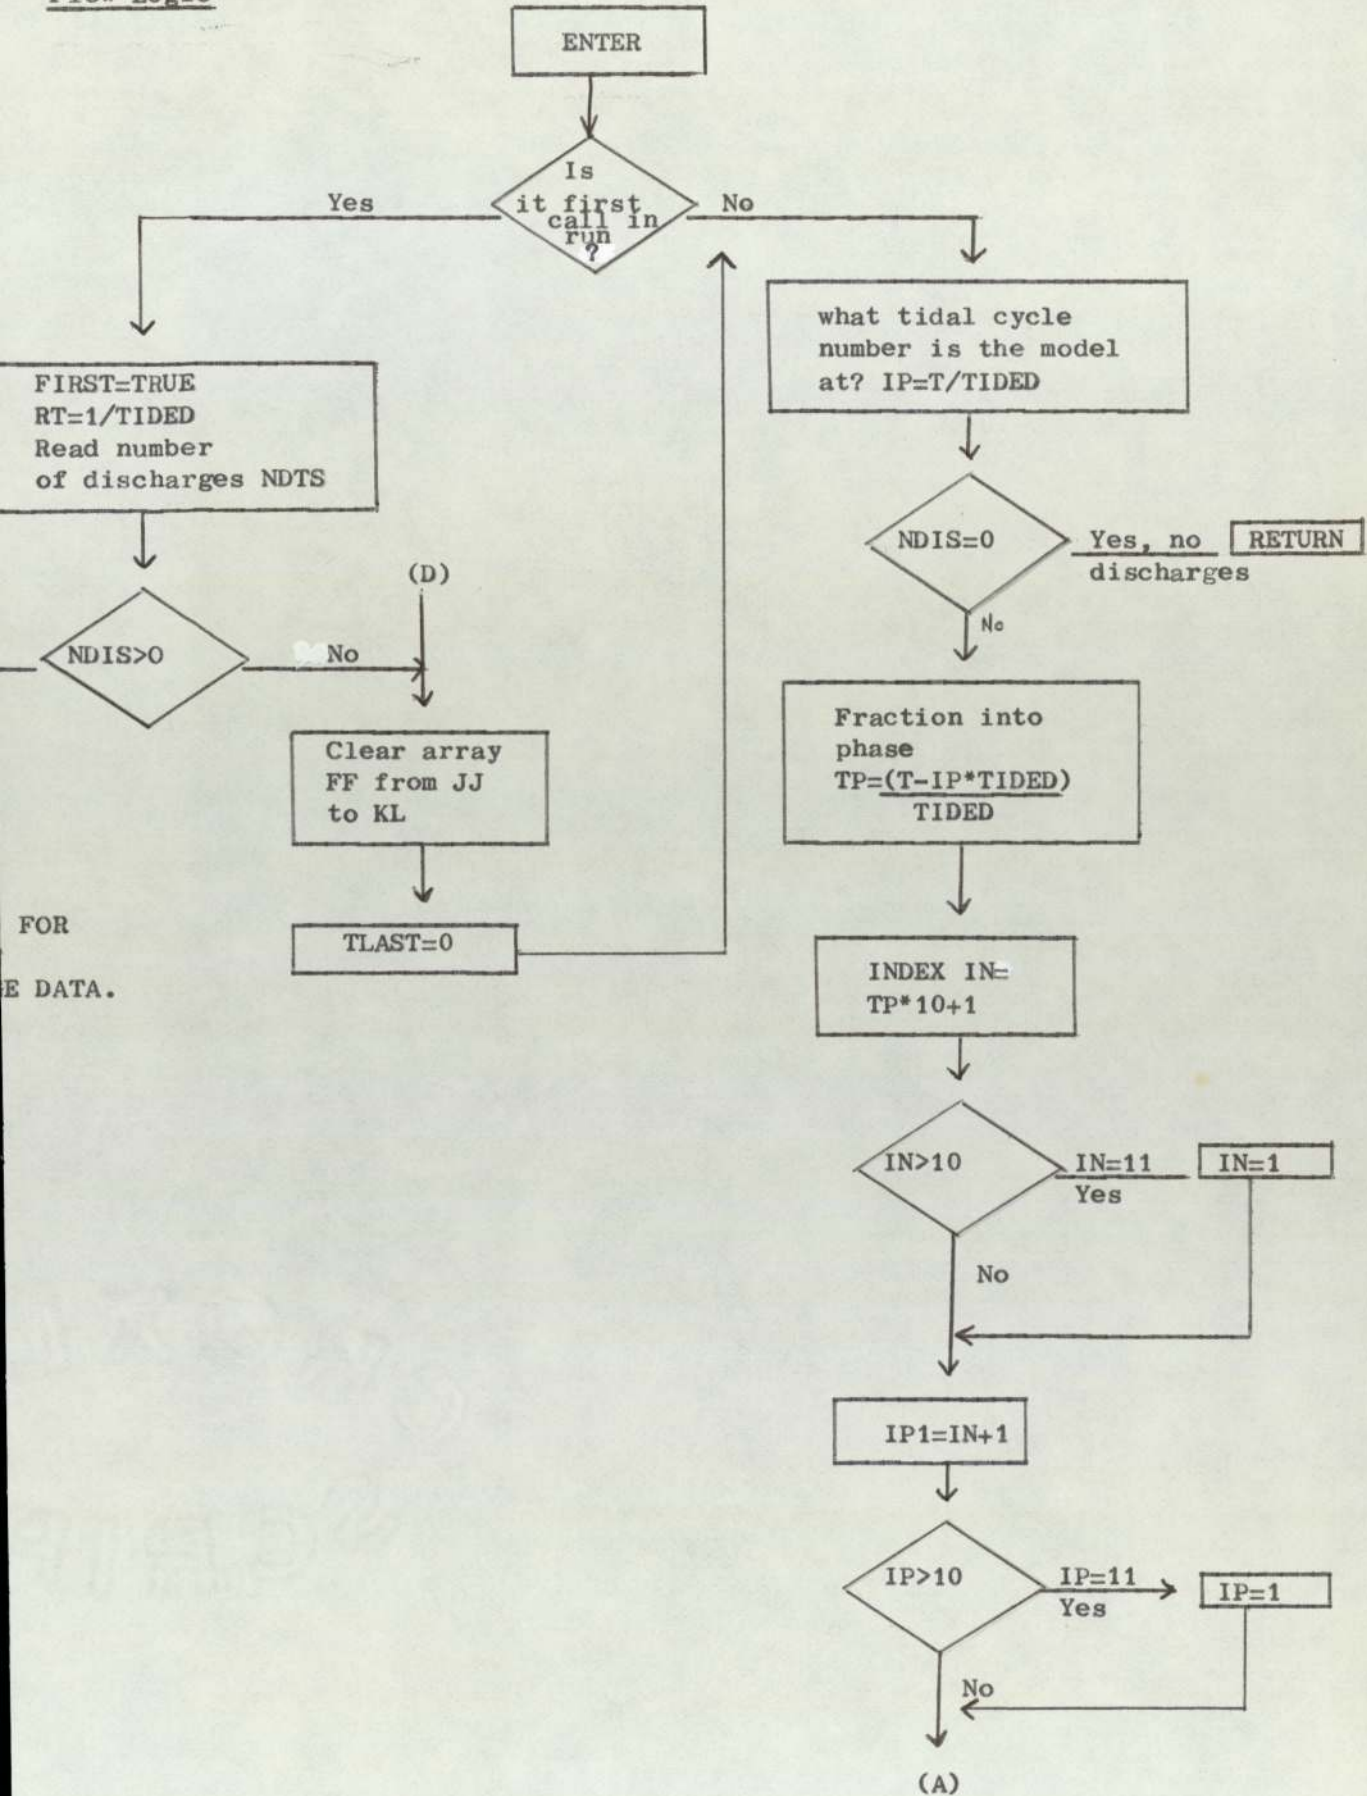 Flow Logic
ENTER
Is
it first
call in
run
?
Yes
No
FIRST=TRUE
RT=1/TIDED
Read number
of discharges NDTS
what tidal cycle
number is the model
at? IP=T/TIDED
NDIS=0
Yes, no
discharges
RETURN
No
(D)
NDIS>0
No
Clear array
FF from JJ
to KL
TLAST=0
FOR
E DATA.
Fraction into
phase
TP=(T-IP*TIDED)
TIDED
INDEX IN=
TP*10+1
IN>10
IN=11
Yes
IN=1
No
IP1=IN+1
IP>10
IP=11
Yes
IP=1
No
(A)